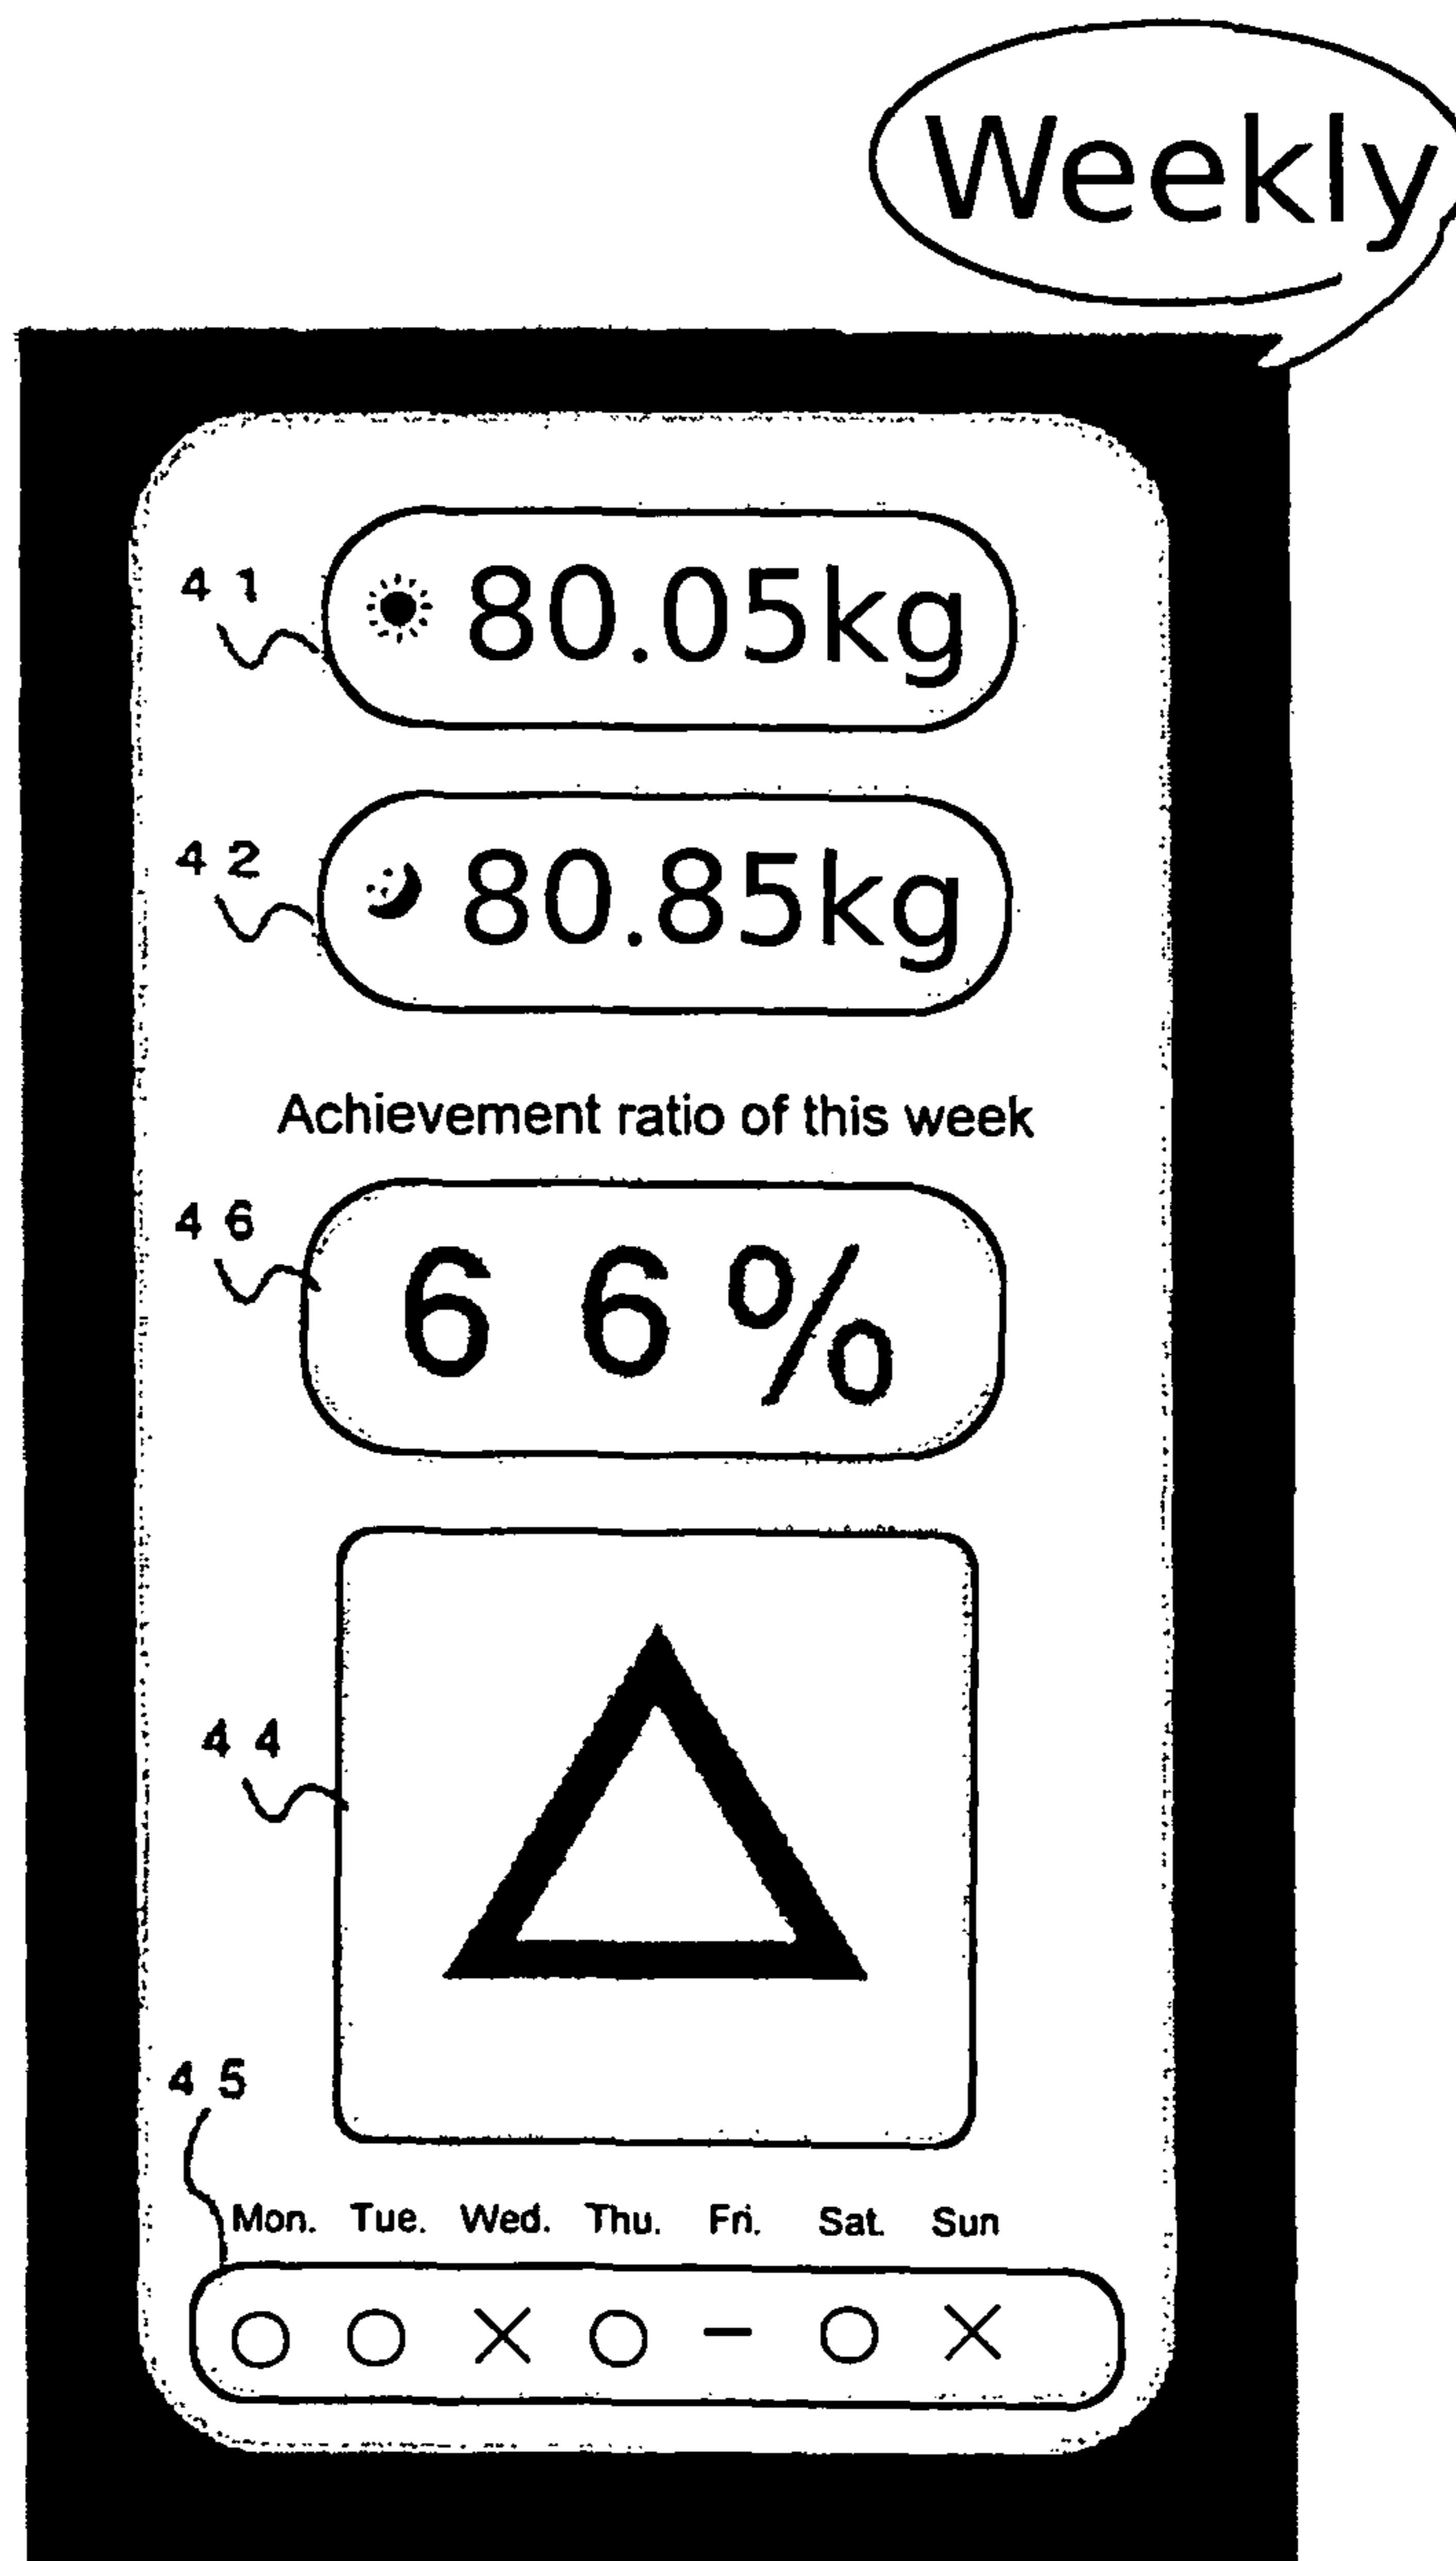 Weekly
41
80.05kg
42
80.85kg
Achievement ratio of this week
46
66%
44
45
Mon. Tue. Wed. Thu. Fri. Sat. Sun
○ ○ × ○ − ○ ×